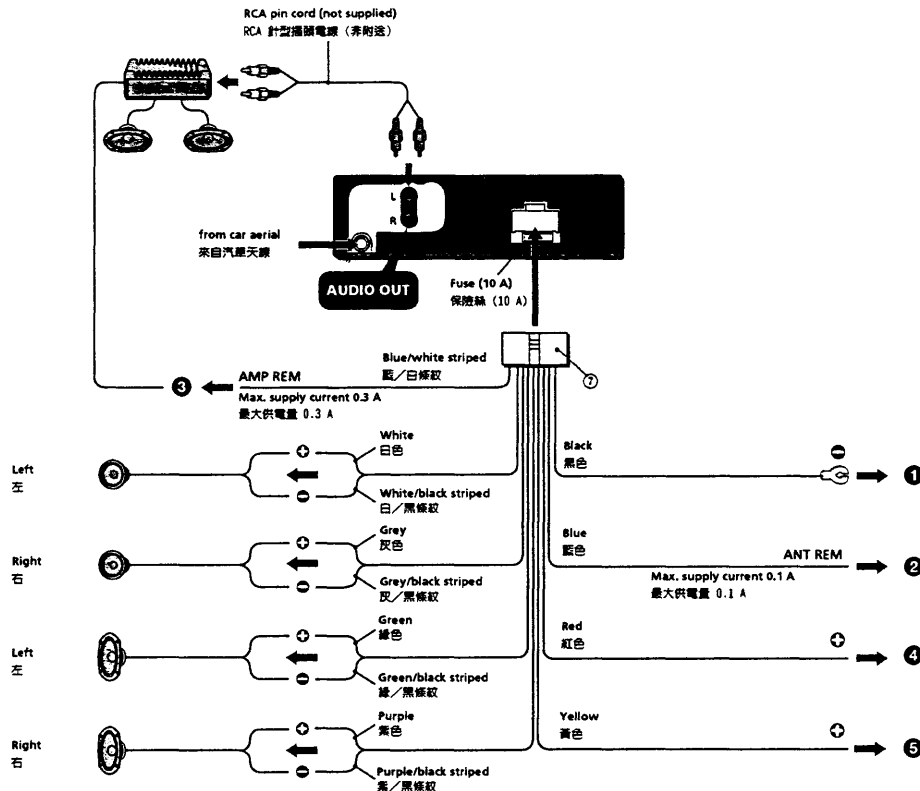 RCA pin cord (not supplied)
RCA 針型插頭電線（非附送）
L
R
from car aerial
來自汽車天線
AUDIO OUT
Fuse (10 A)
保險絲（10 A）
⑦
Blue/white striped
藍／白條紋
❸
AMP REM
Max. supply current 0.3 A
最大供電量 0.3 A
Left
左
White
白色
White/black striped
白／黑條紋
Right
右
Grey
灰色
Grey/black striped
灰／黑條紋
Left
左
Green
綠色
Green/black striped
綠／黑條紋
Right
右
Purple
紫色
Purple/black striped
紫／黑條紋
Black
黑色
❶
Blue
藍色
ANT REM
❷
Max. supply current 0.1 A
最大供電量 0.1 A
Red
紅色
❹
Yellow
黃色
❺